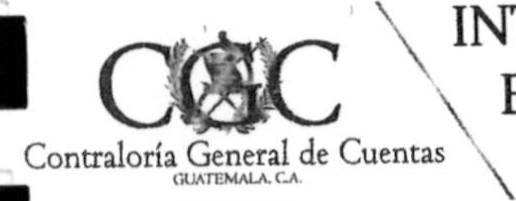 CGC
Contraloría General de Cuentas
GUATEMALA, C.A.